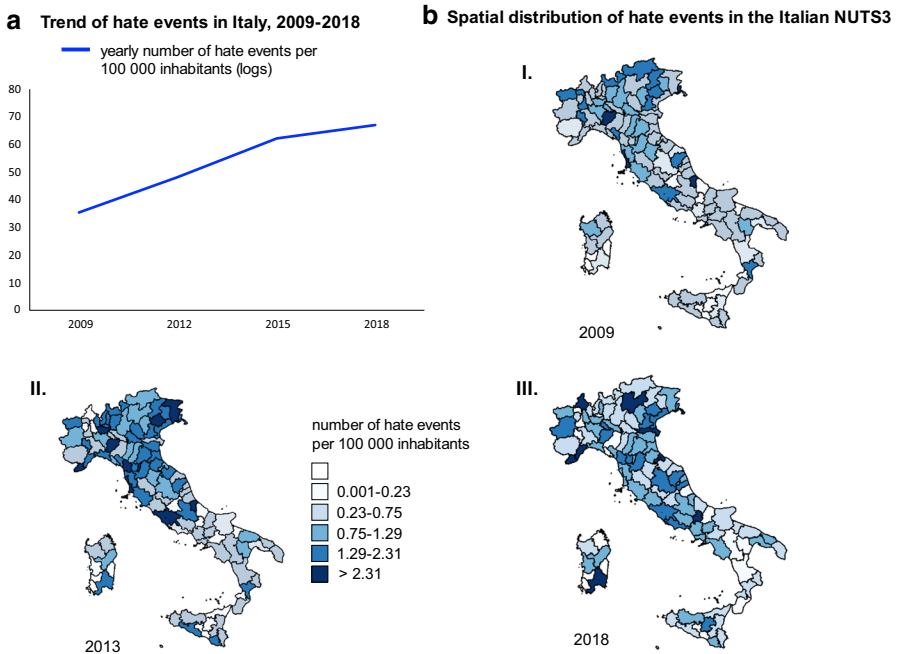 a Trend of hate events in Italy, 2009-2018
yearly number of hate events per
100 000 inhabitants (logs)
80
70
60
50
40
30
20
10
0
2009 2012 2015 2018
b Spatial distribution of hate events in the Italian NUTS3
I.
2009
II.
2013
number of hate events
per 100 000 inhabitants
0.001-0.23
0.23-0.75
0.75-1.29
1.29-2.31
> 2.31
III.
2018